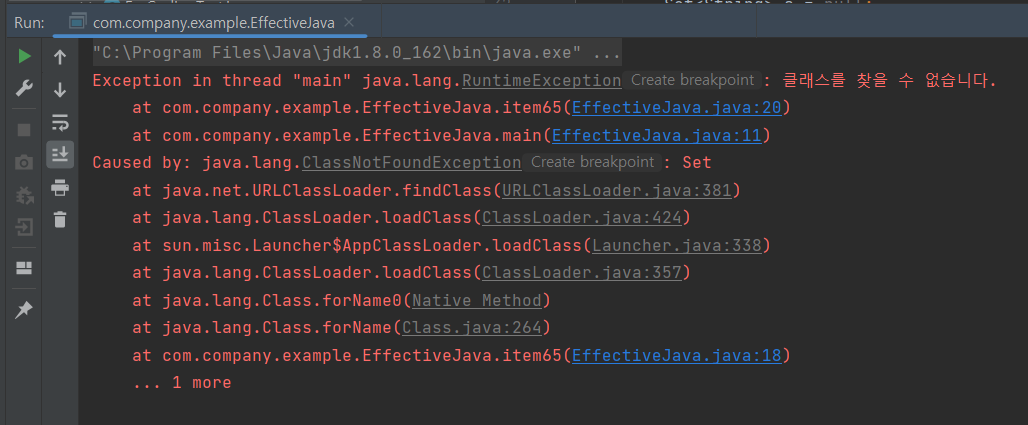 Run: com.company.example.EffectiveJava ×
"C:\Program Files\Java\jdk1.8.0_162\bin\java.exe" ...
Exception in thread "main" java.lang.RuntimeException Create breakpoint : 클래스를 찾을 수 없습니다.
at com.company.example.EffectiveJava.item65(EffectiveJava.java:20)
at com.company.example.EffectiveJava.main(EffectiveJava.java:11)
Caused by: java.lang.ClassNotFoundException Create breakpoint : Set
at java.net.URLClassLoader.findClass(URLClassLoader.java:381)
at java.lang.ClassLoader.loadClass(ClassLoader.java:424)
at sun.misc.Launcher$AppClassLoader.loadClass(Launcher.java:338)
at java.lang.ClassLoader.loadClass(ClassLoader.java:357)
at java.lang.Class.forName0(Native Method)
at java.lang.Class.forName(Class.java:264)
at com.company.example.EffectiveJava.item65(EffectiveJava.java:18)
... 1 more